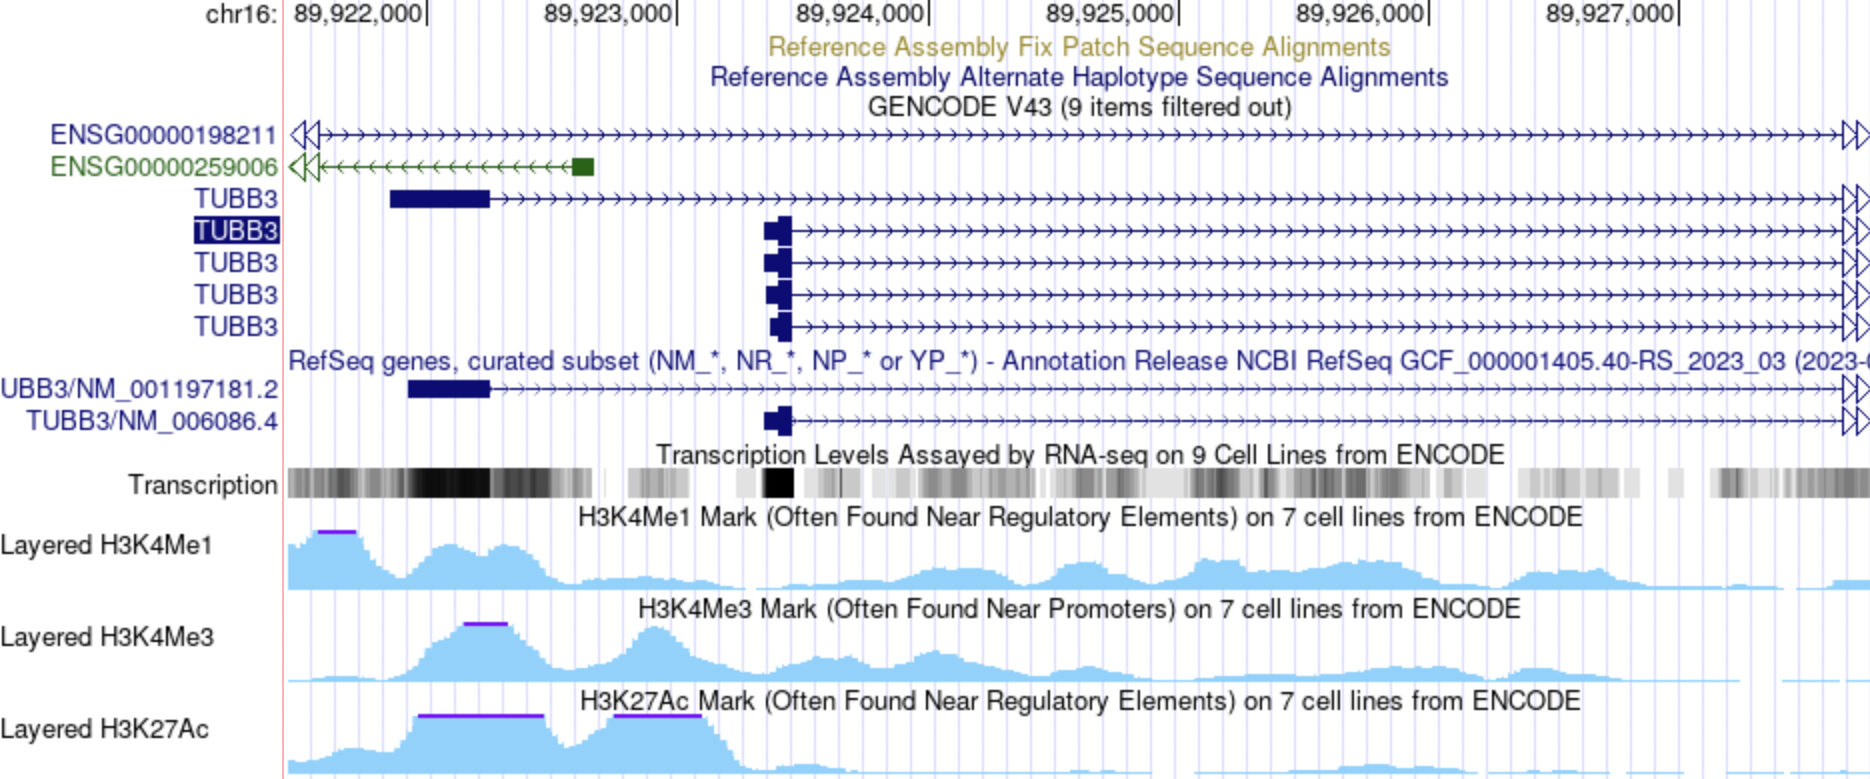 chr16: 89,922,000 89,923,000 89,924,000 89,925,000 89,926,000 89,927,000
Reference Assembly Fix Patch Sequence Alignments
Reference Assembly Alternate Haplotype Sequence Alignments
GENCODE V43 (9 items filtered out)
ENSG00000198211
ENSG00000259006
TUBB3
TUBB3
TUBB3
TUBB3
TUBB3
RefSeq genes, curated subset (NM_*, NR_*, NP_* or YP_*) - Annotation Release NCBI RefSeq GCF_000001405.40-RS_2023_03 (2023-0
UBB3/NM_001197181.2
TUBB3/NM_006086.4
Transcription Levels Assayed by RNA-seq on 9 Cell Lines from ENCODE
Transcription
H3K4Me1 Mark (Often Found Near Regulatory Elements) on 7 cell lines from ENCODE
Layered H3K4Me1
H3K4Me3 Mark (Often Found Near Promoters) on 7 cell lines from ENCODE
Layered H3K4Me3
H3K27Ac Mark (Often Found Near Regulatory Elements) on 7 cell lines from ENCODE
Layered H3K27Ac